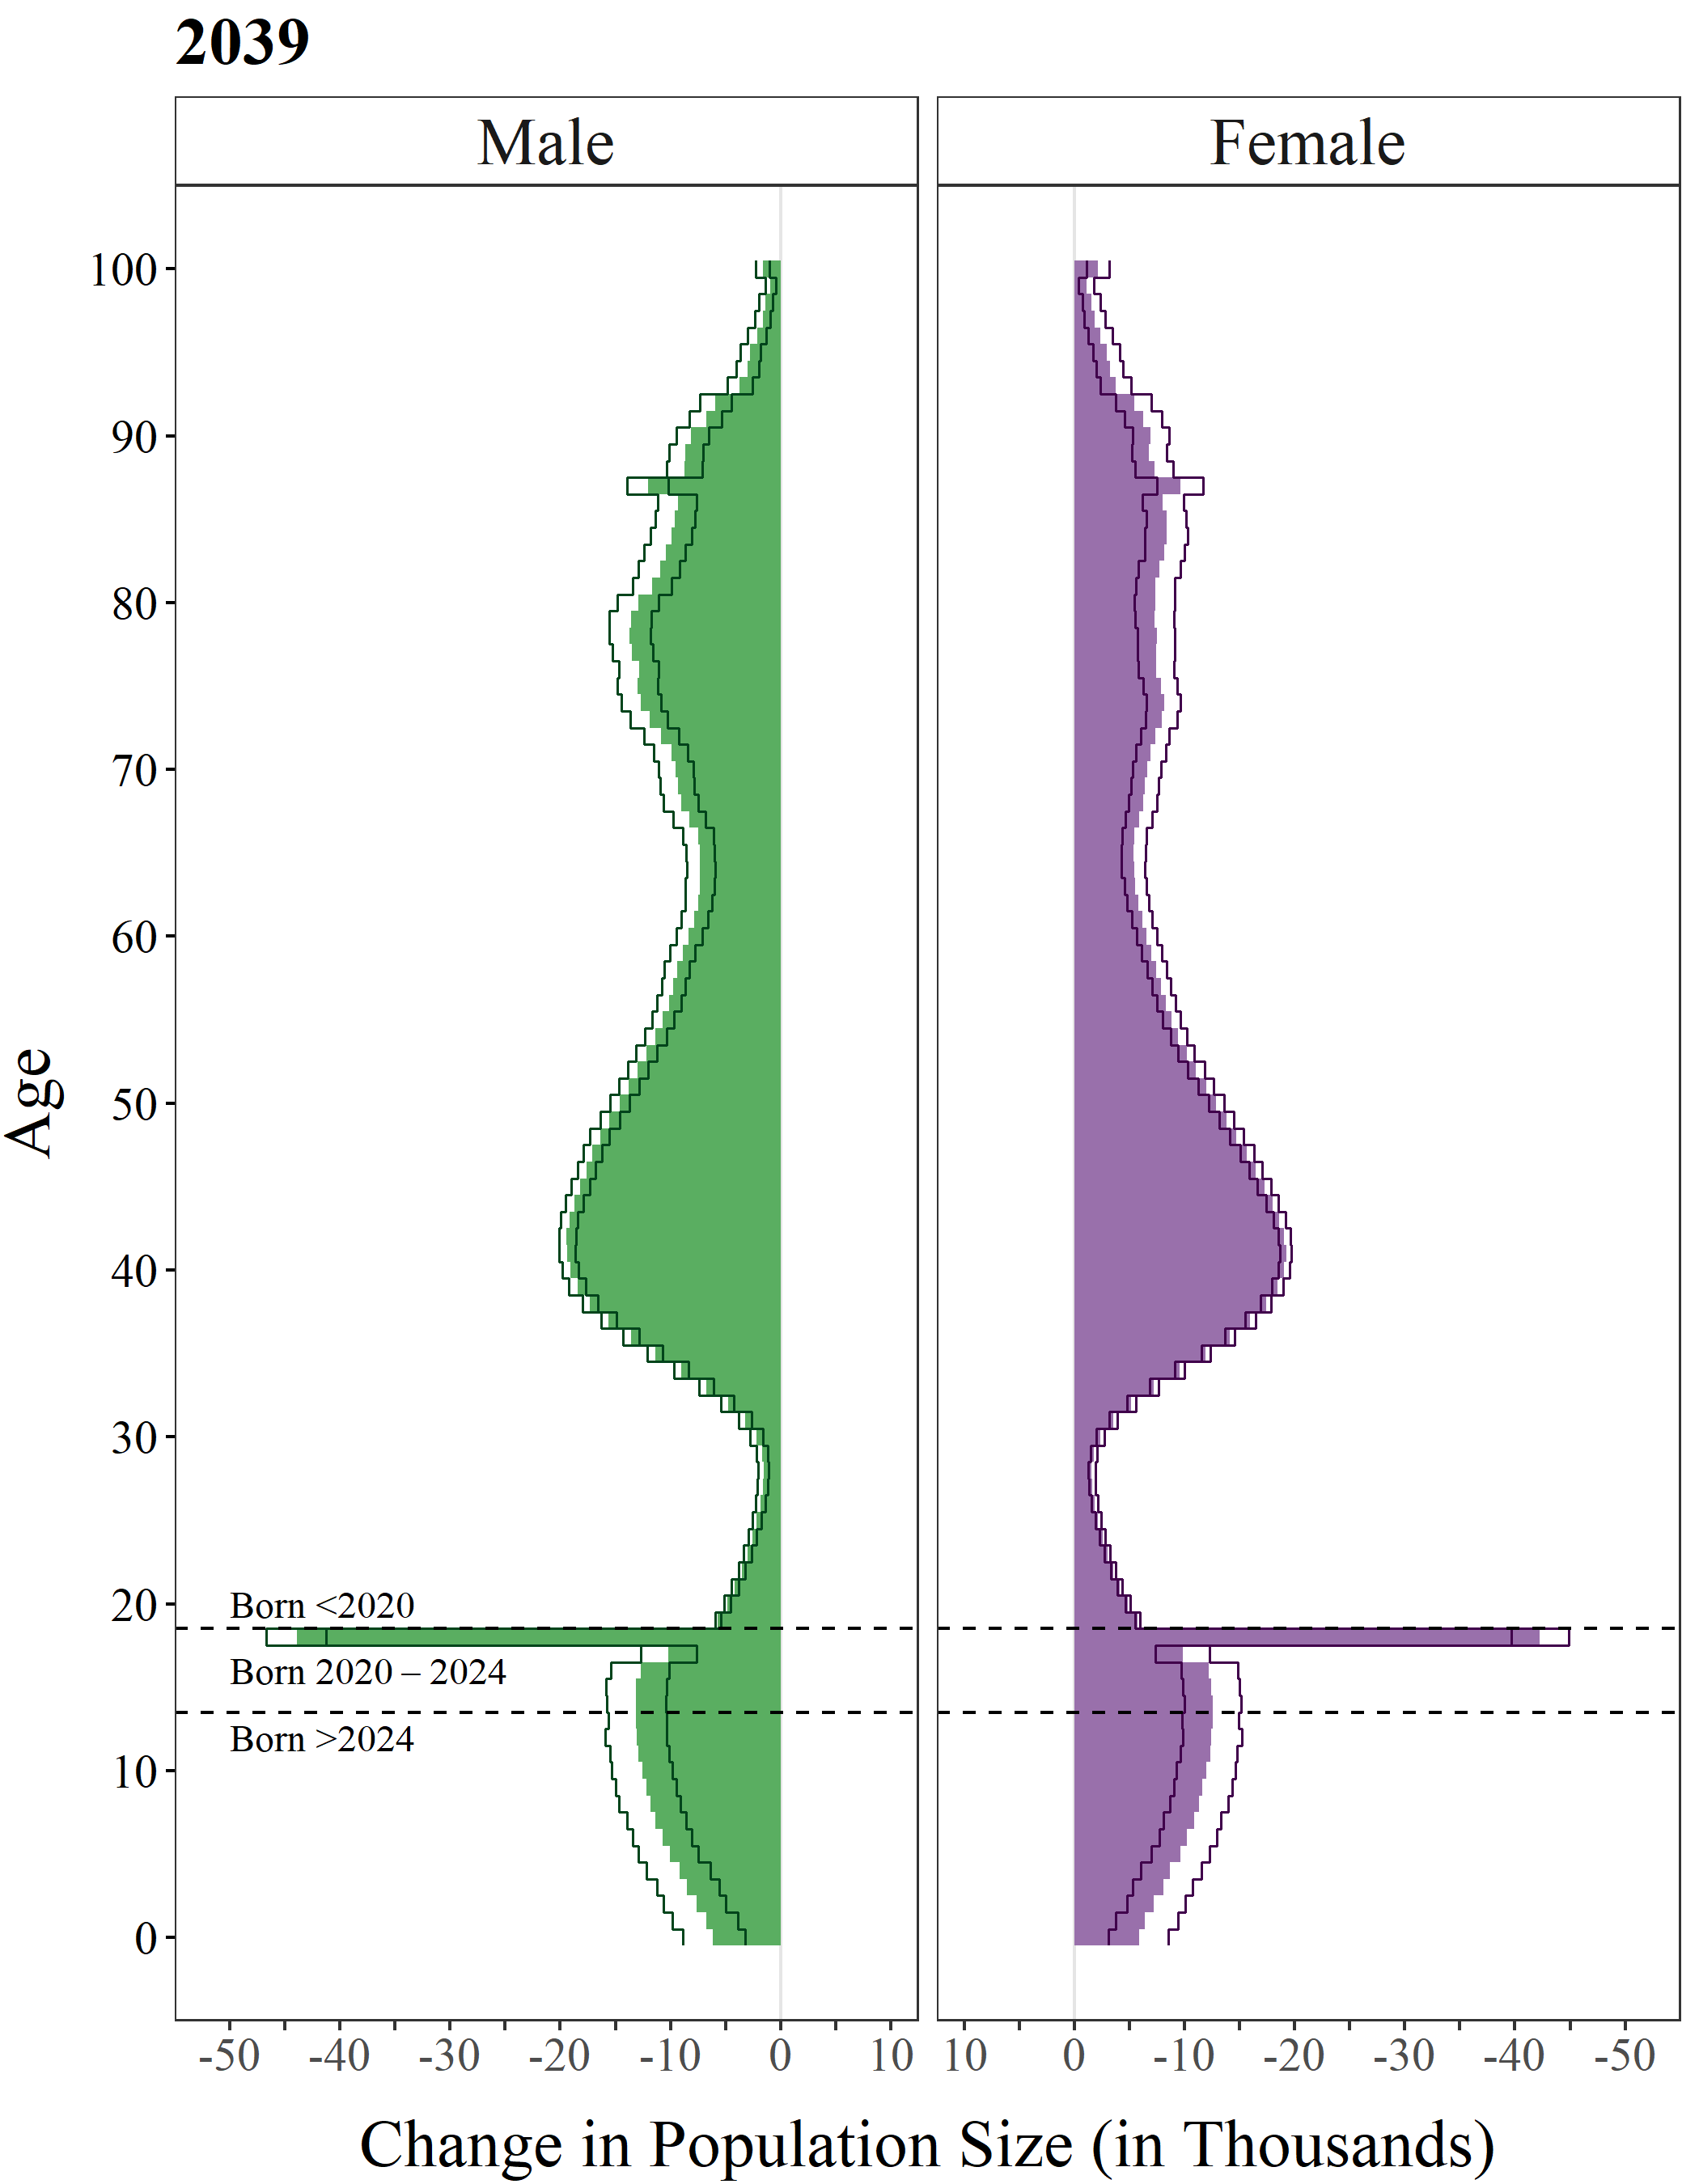 2039
Male
Female
Age
100
90
80
70
60
50
40
30
20
10
0
Born <2020
Born 2020 – 2024
Born >2024
-50 -40 -30 -20 -10 0 10
10 0 -10 -20 -30 -40 -50
Change in Population Size (in Thousands)